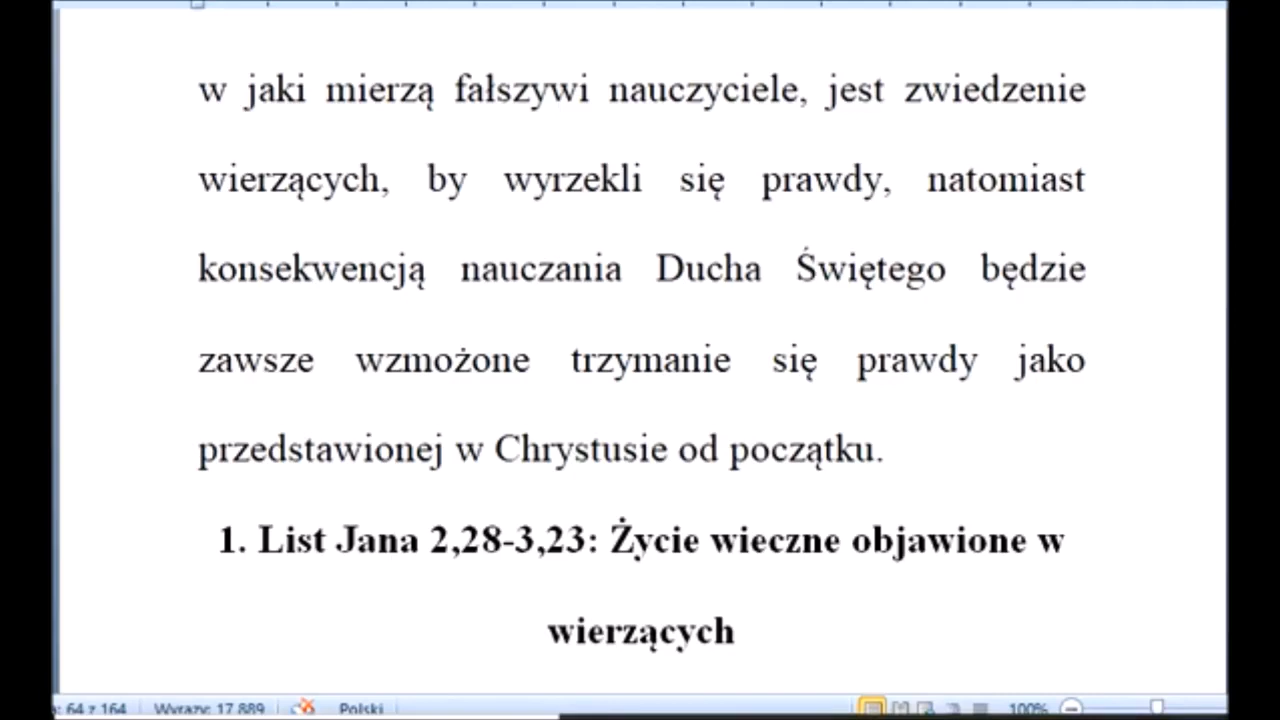 w jaki mierzą fałszywi nauczyciele, jest zwiedzenie
wierzących, by wyrzekli się prawdy, natomiast
konsekwencją nauczania Ducha Świętego będzie
zawsze wzmożone trzymanie się prawdy jako
przedstawionej w Chrystusie od początku.
1. List Jana 2,28-3,23: Życie wieczne objawione w
wierzących
: 64 z 164 Wyrazy: 17 889 Polski 100%